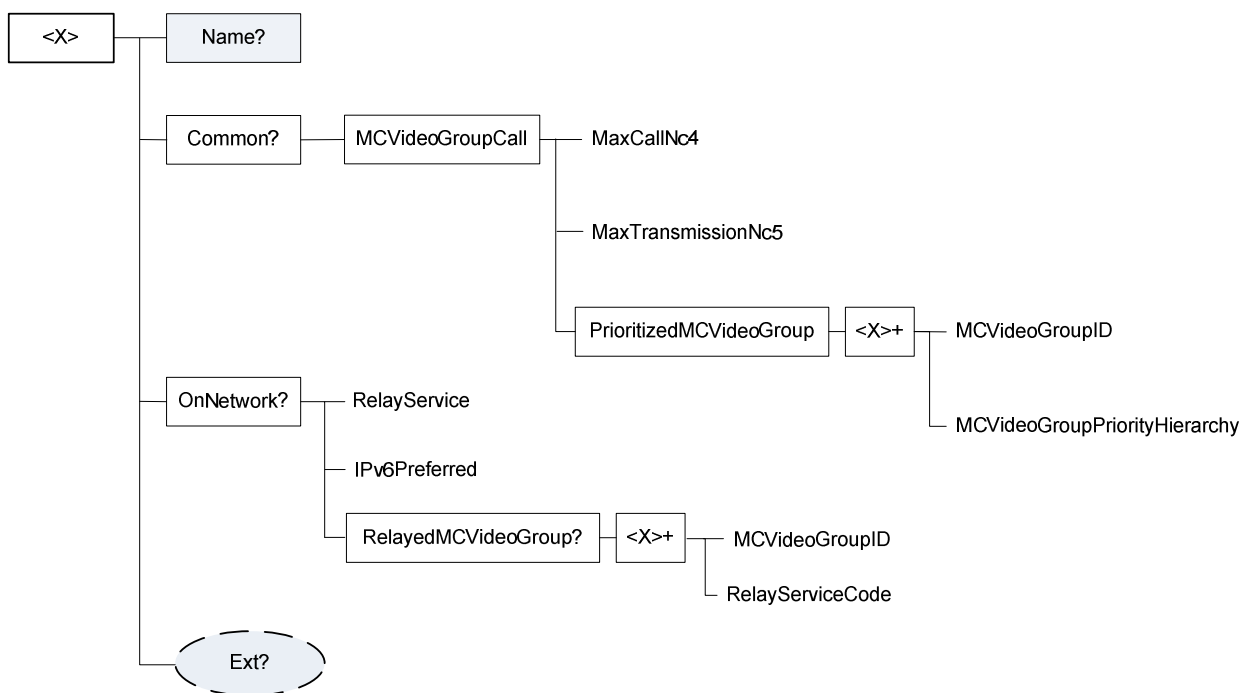 <X>
Name?
Common?
MCVideoGroupCall
MaxCallNc4
MaxTransmissionNc5
PrioritizedMCVideoGroup
<X>+
MCVideoGroupID
MCVideoGroupPriorityHierarchy
OnNetwork?
RelayService
IPv6Preferred
RelayedMCVideoGroup?
<X>+
MCVideoGroupID
RelayServiceCode
Ext?